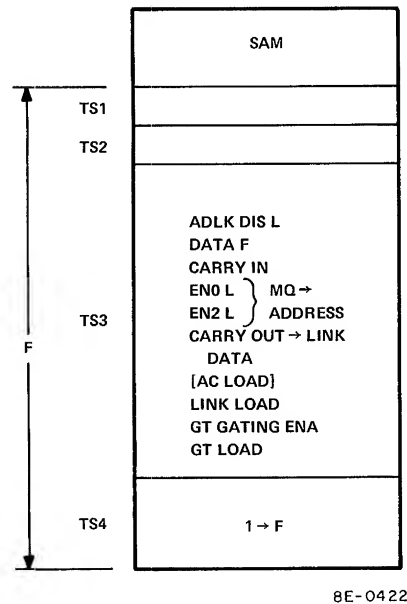 SAM
TS1
TS2
ADLK DIS L
DATA F
CARRY IN
EN0 L } MQ →
EN2 L } ADDRESS
TS3
CARRY OUT → LINK
DATA
[AC LOAD]
F
LINK LOAD
GT GATING ENA
GT LOAD
TS4
1 → F
8E-0422